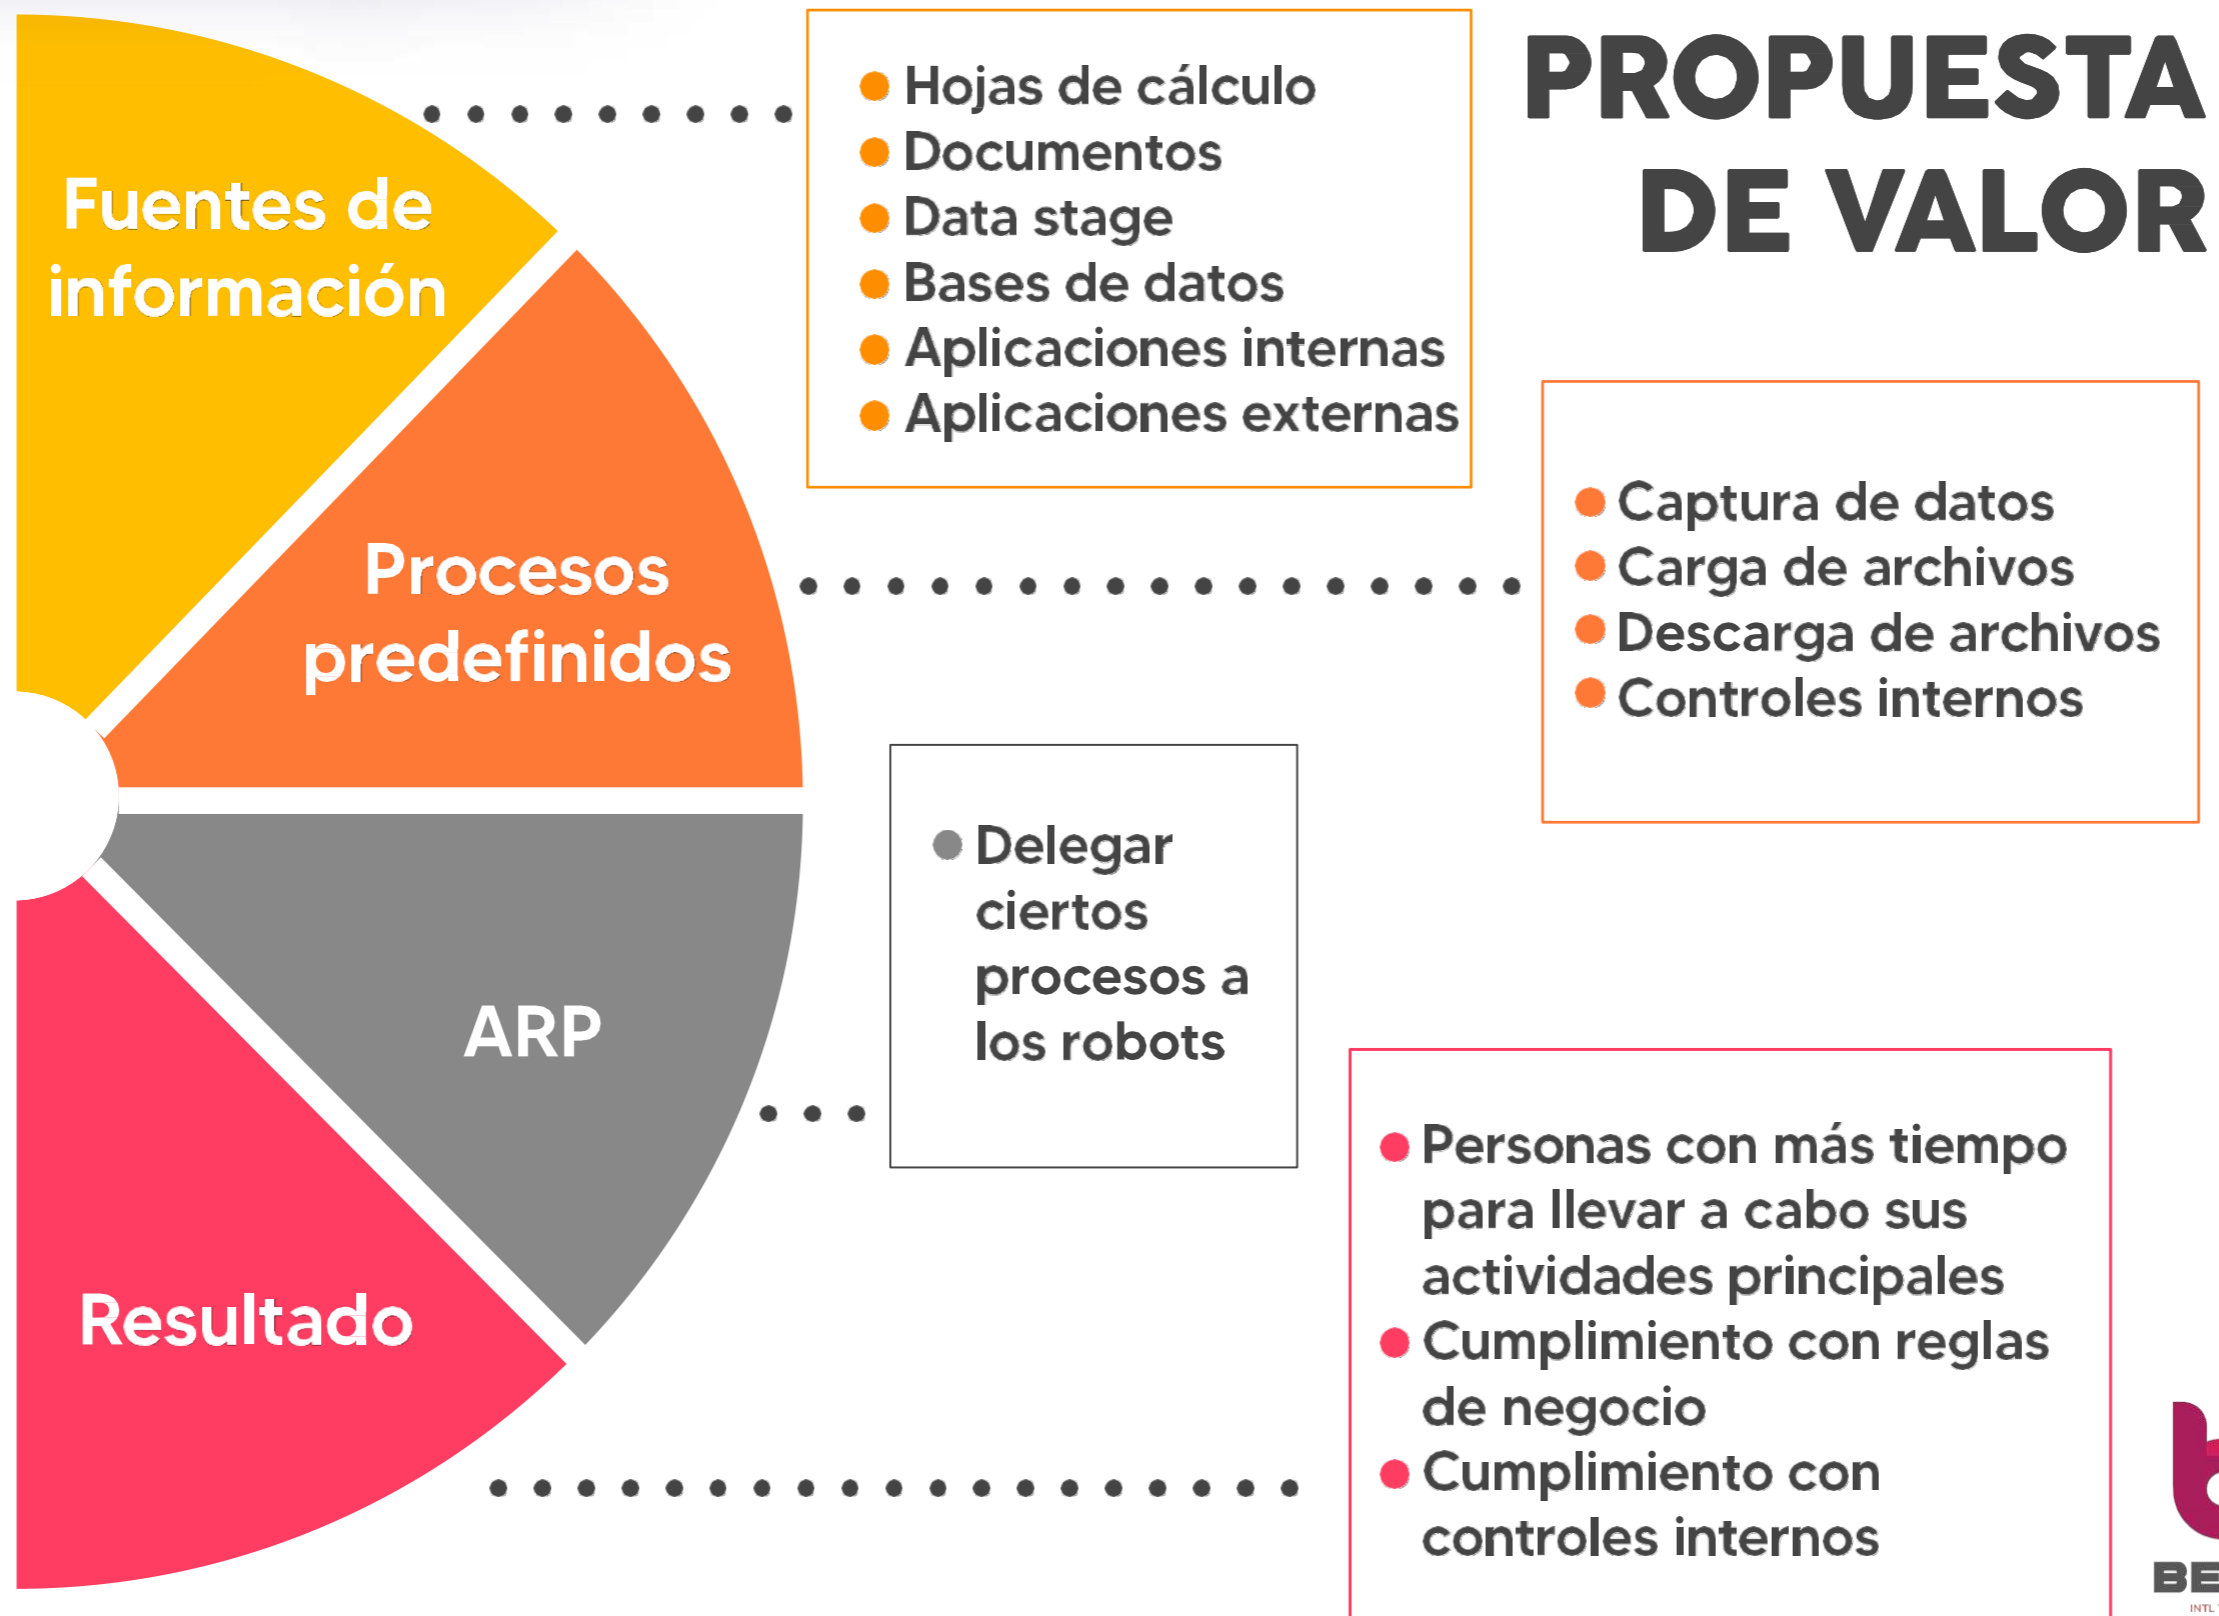 PROPUESTA
DE VALOR
Fuentes de
información
Hojas de cálculo
Documentos
Data stage
Bases de datos
Aplicaciones internas
Aplicaciones externas
Procesos
predefinidos
Captura de datos
Carga de archivos
Descarga de archivos
Controles internos
ARP
Delegar
ciertos
procesos a
los robots
Resultado
Personas con más tiempo
para llevar a cabo sus
actividades principales
Cumplimiento con reglas
de negocio
Cumplimiento con
controles internos
INTL